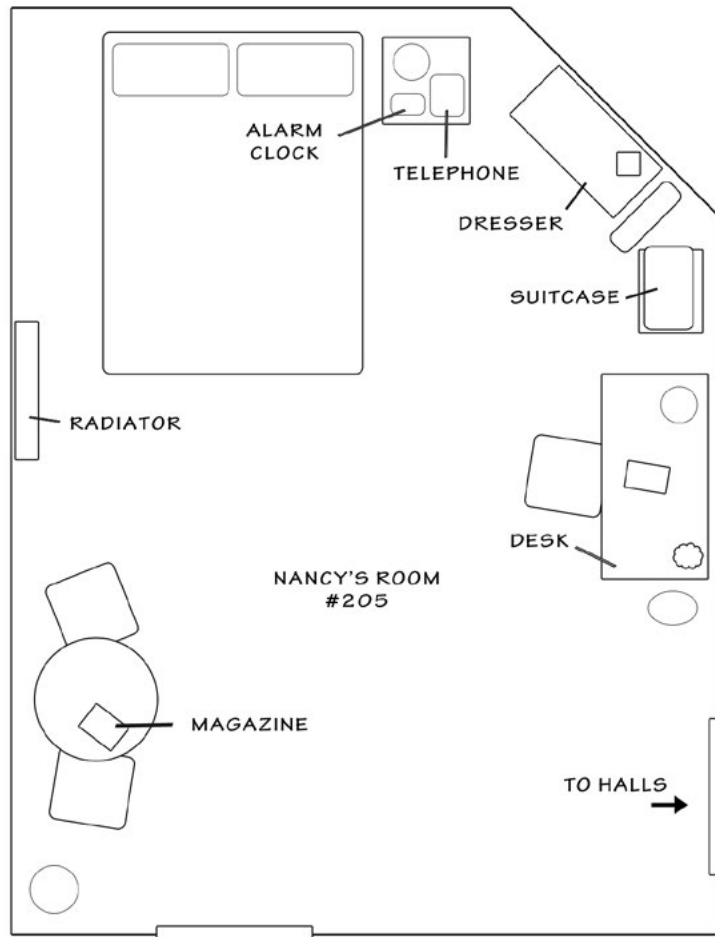 ALARM
CLOCK
TELEPHONE
DRESSER
SUITCASE
RADIATOR
DESK
NANCY'S ROOM
#205
MAGAZINE
TO HALLS